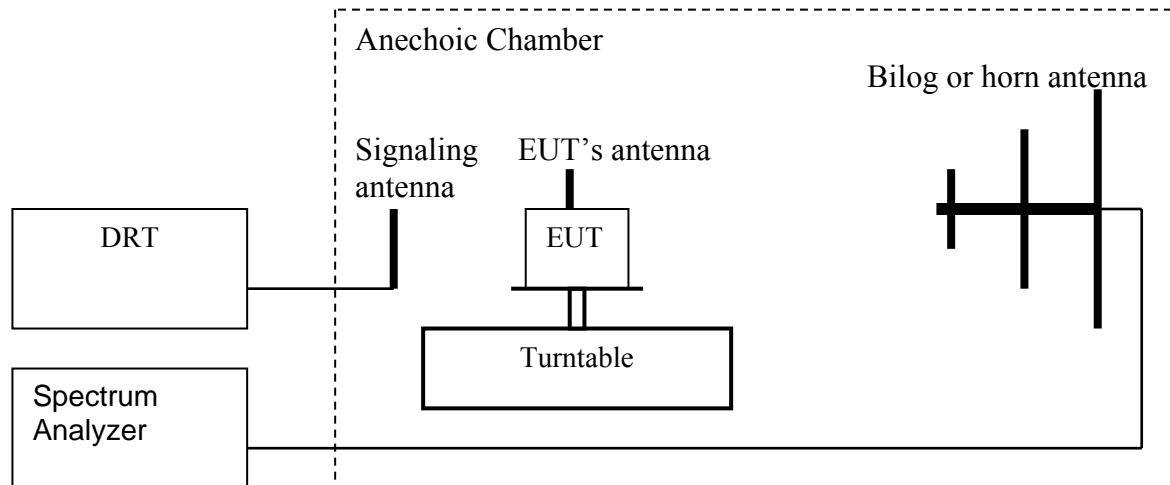 Anechoic Chamber
Bilog or horn antenna
Signaling
antenna
EUT’s antenna
DRT
EUT
Turntable
Spectrum
Analyzer